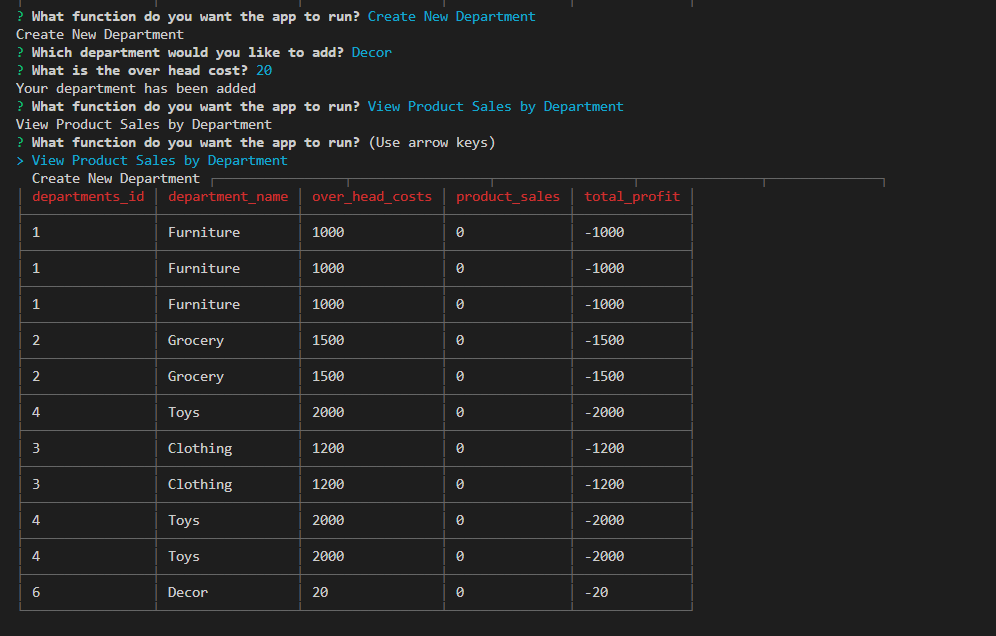 ? What function do you want the app to run? Create New Department
Create New Department
? Which department would you like to add? Decor
? What is the over head cost? 20
Your department has been added
? What function do you want the app to run? View Product Sales by Department
View Product Sales by Department
? What function do you want the app to run? (Use arrow keys)
> View Product Sales by Department
Create New Department
departments_id department_name over_head_costs product_sales total_profit
1 Furniture 1000 0 -1000
1 Furniture 1000 0 -1000
1 Furniture 1000 0 -1000
2 Grocery 1500 0 -1500
2 Grocery 1500 0 -1500
4 Toys 2000 0 -2000
3 Clothing 1200 0 -1200
3 Clothing 1200 0 -1200
4 Toys 2000 0 -2000
4 Toys 2000 0 -2000
6 Decor 20 0 -20